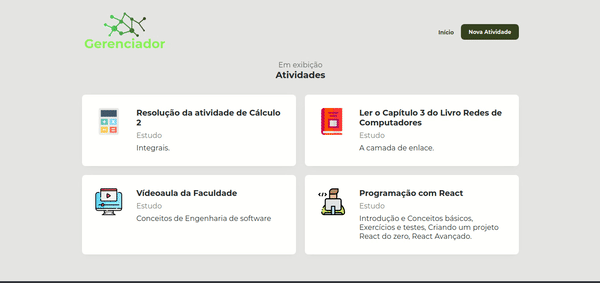 Gerenciador
Início
Nova Atividade
Em exibição
Atividades
Resolução da atividade de Cálculo
2
Estudo
Integrais.
Ler o Capítulo 3 do Livro Redes de
Computadores
Estudo
A camada de enlace.
Vídeoaula da Faculdade
Estudo
Conceitos de Engenharia de software
Programação com React
Estudo
Introdução e Conceitos básicos,
Exercícios e testes, Criando um projeto
React do zero, React Avançado.